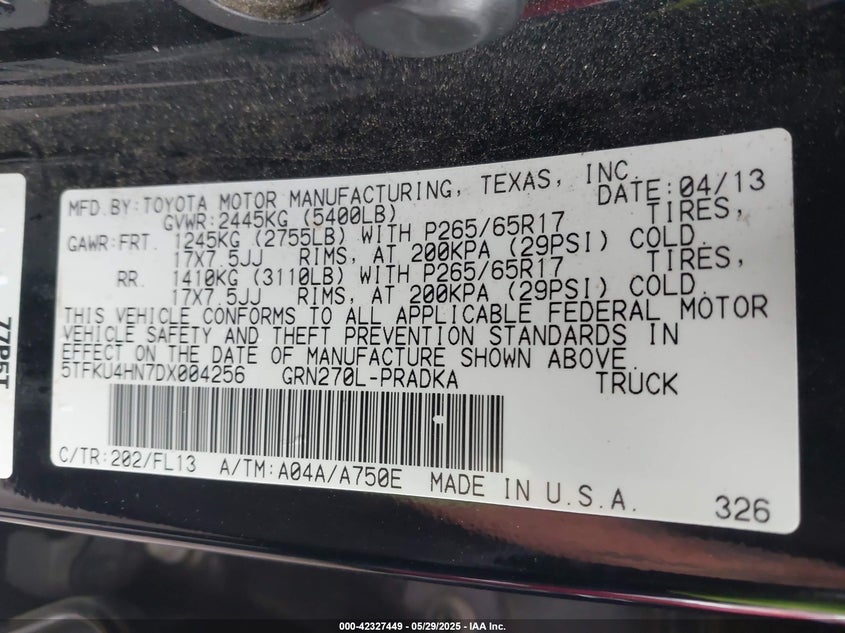 MFD.BY:TOYOTA MOTOR MANUFACTURING, TEXAS, INC.
GVWR:2445KG (5400LB) DATE:04/13
GAWR:FRT. 1245KG (2755LB) WITH P265/65R17 TIRES,
17X7.5JJ RIMS, AT 200KPA (29PSI) COLD.
RR. 1410KG (3110LB) WITH P265/65R17 TIRES,
17X7.5JJ RIMS, AT 200KPA (29PSI) COLD.
THIS VEHICLE CONFORMS TO ALL APPLICABLE FEDERAL MOTOR
VEHICLE SAFETY AND THEFT PREVENTION STANDARDS IN
EFFECT ON THE DATE OF MANUFACTURE SHOWN ABOVE.
5TFKU4HN7DX004256 GRN270L-PRADKA TRUCK
C/TR:202/FL13 A/TM:A04A/A750E MADE IN U.S.A.
326
77P5T
000-42327449 - 05/29/2025 - IAA Inc.